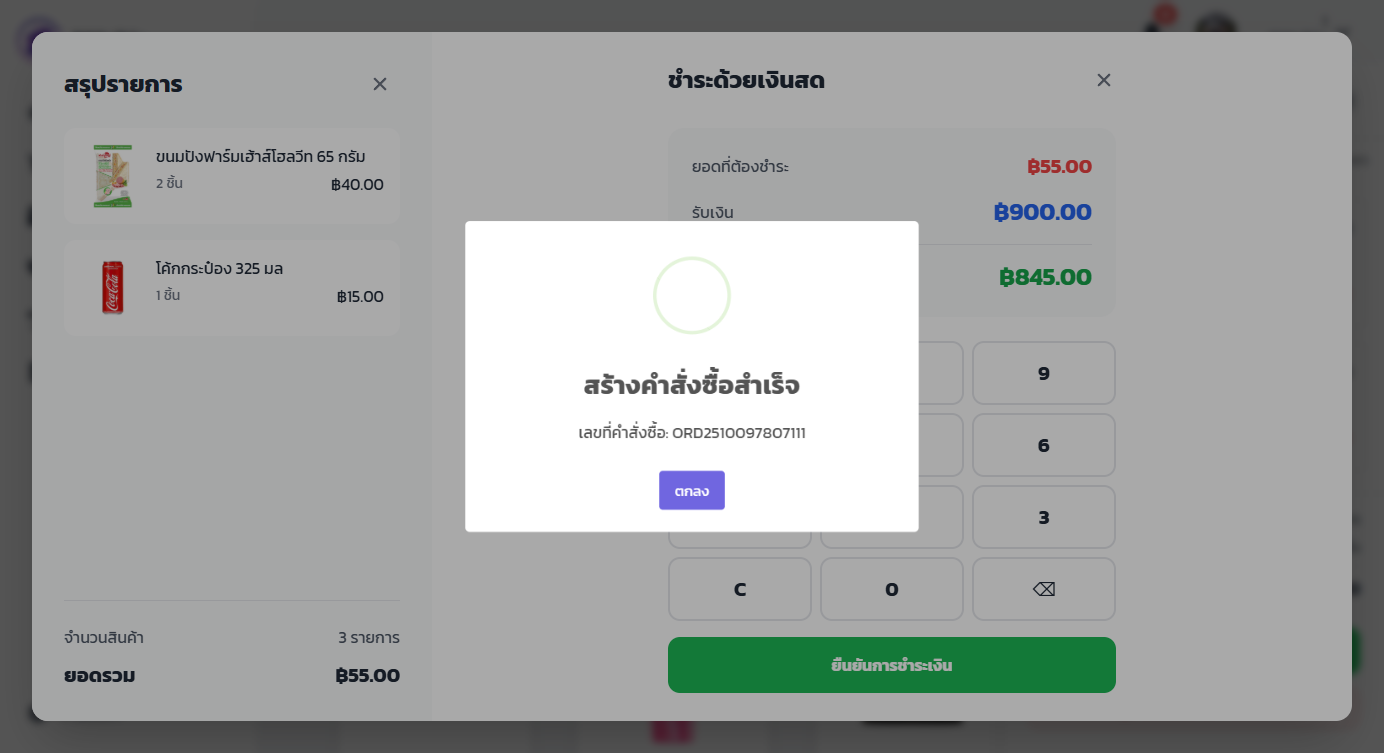 สรุปรายการ
ขนมปังฟาร์มเฮ้าส์โฮลวีท 65 กรัม
2 ชิ้น
฿40.00
โค้กกระป๋อง 325 มล
1 ชิ้น
฿15.00
จำนวนสินค้า
3 รายการ
ยอดรวม
฿55.00
ชำระด้วยเงินสด
ยอดที่ต้องชำระ
฿55.00
รับเงิน
฿900.00
฿845.00
สร้างคำสั่งซื้อสำเร็จ
เลขที่คำสั่งซื้อ: ORD2510097807111
ตกลง
9
6
3
C
0
⌫
ยืนยันการชำระเงิน